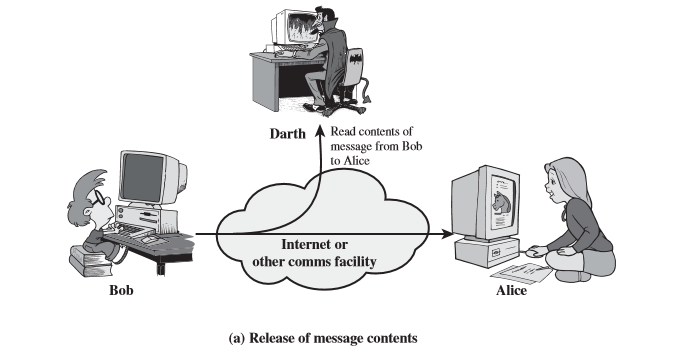 Darth
Read contents of
message from Bob
to Alice
Internet or
other comms facility
Bob
Alice
(a) Release of message contents